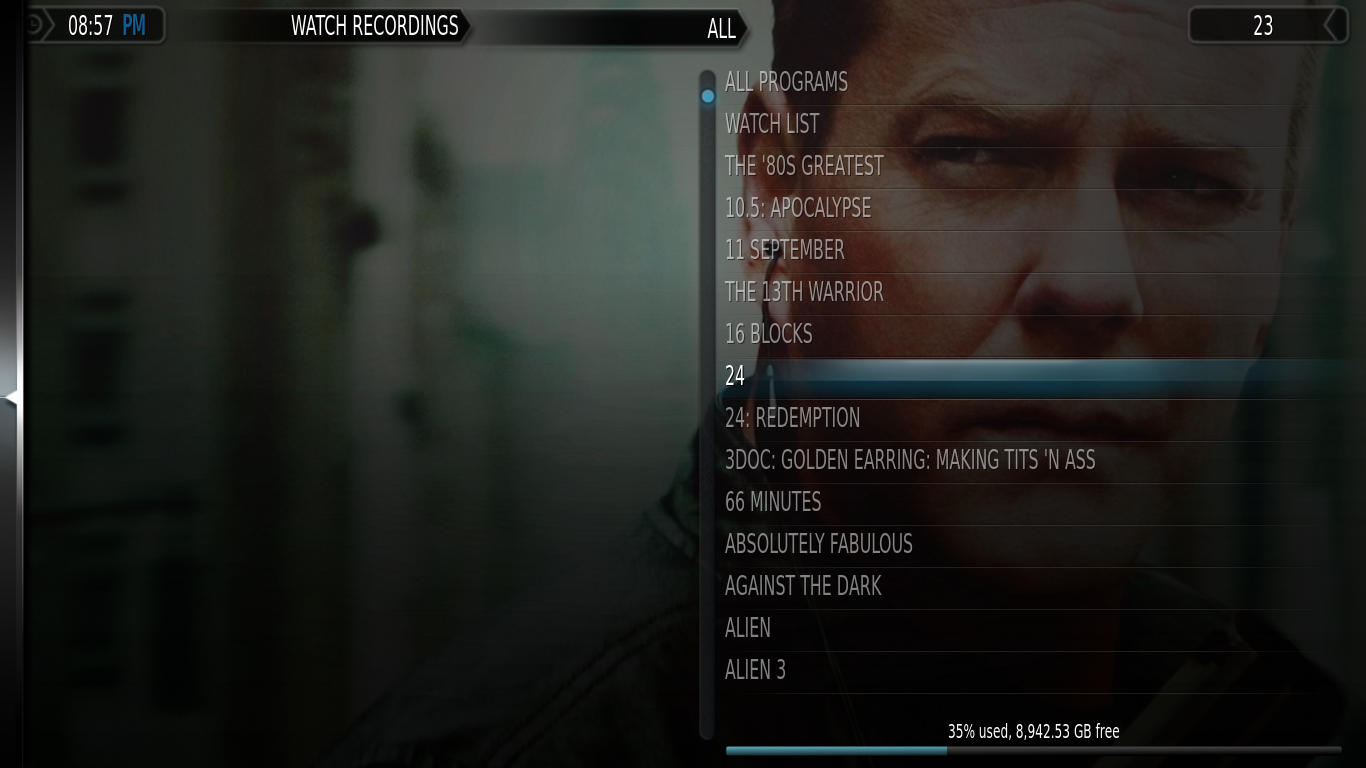 08:57 PM
WATCH RECORDINGS
ALL
23
ALL PROGRAMS
WATCH LIST
THE '80S GREATEST
10.5: APOCALYPSE
11 SEPTEMBER
THE 13TH WARRIOR
16 BLOCKS
24
24: REDEMPTION
3DOC: GOLDEN EARRING: MAKING TITS 'N ASS
66 MINUTES
ABSOLUTELY FABULOUS
AGAINST THE DARK
ALIEN
ALIEN 3
35% used, 8,942.53 GB free